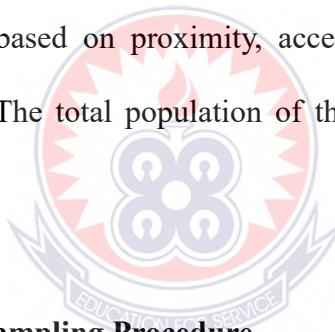 based on proximity, acce
The total population of th
ampling Procedure
EDUCATION FOR SERVICE